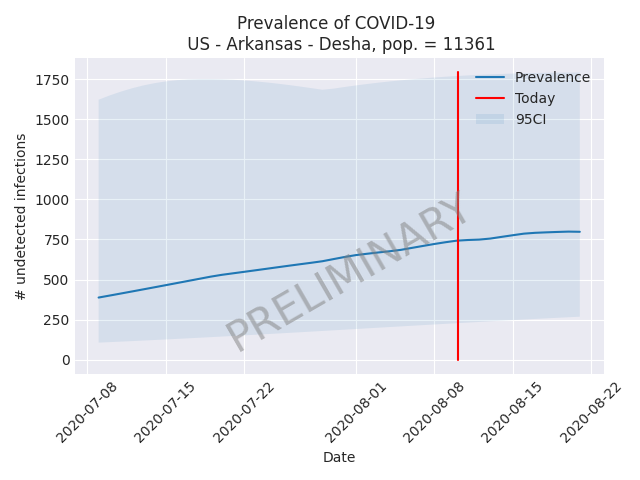 Prevalence of COVID-19
US - Arkansas - Desha, pop. = 11361
Prevalence
Today
95CI
PRELIMINARY
# undetected infections
1750
1500
1250
1000
750
500
250
0
2020-07-08
2020-07-15
2020-07-22
2020-08-01
2020-08-08
2020-08-15
2020-08-22
Date